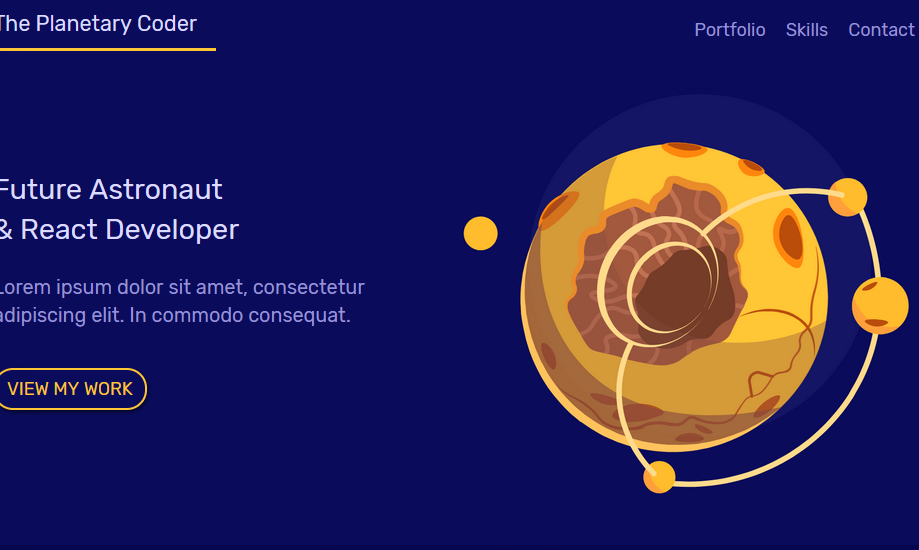 The Planetary Coder
Portfolio Skills Contact
Future Astronaut
& React Developer
Lorem ipsum dolor sit amet, consectetur
adipiscing elit. In commodo consequat.
VIEW MY WORK